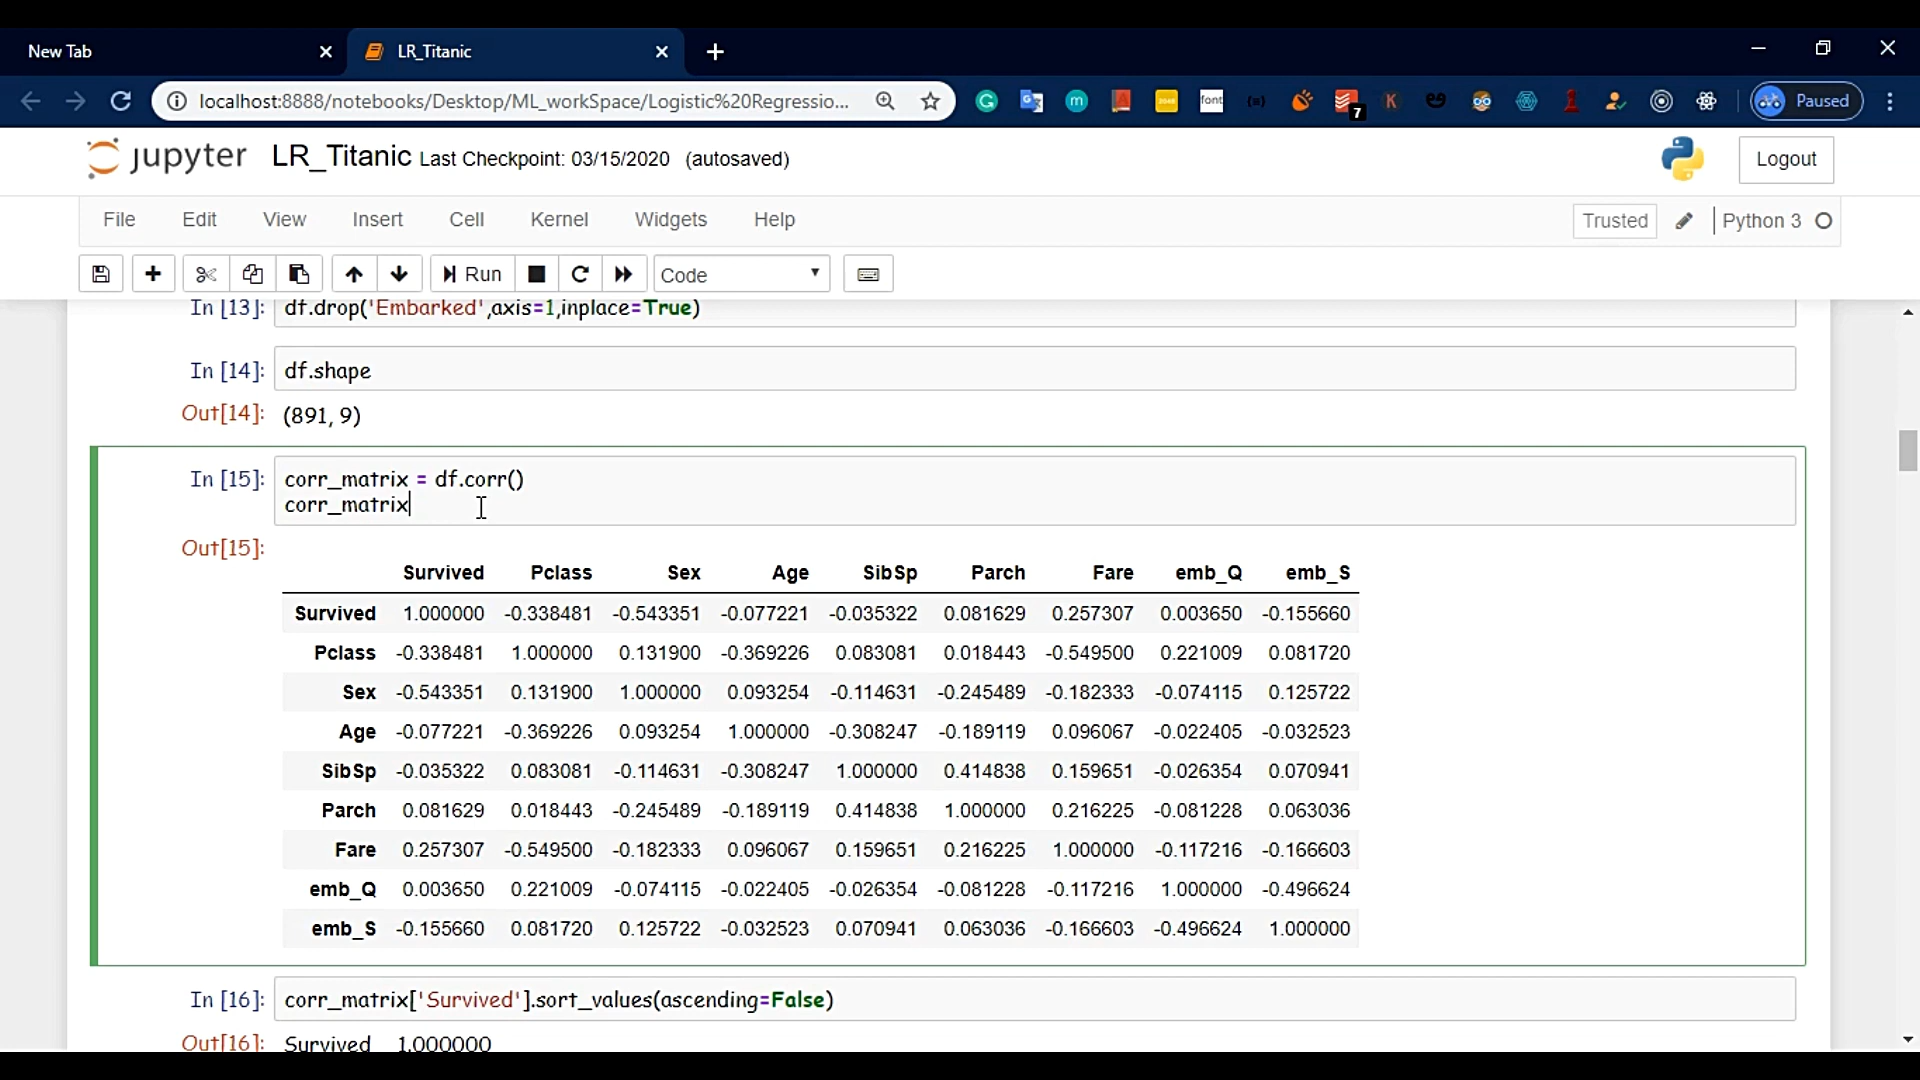 New Tab
LR_Titanic
localhost:8888/notebooks/Desktop/ML_workSpace/Logistic%20Regressio...
font
7
K
Paused
jupyter LR_Titanic Last Checkpoint: 03/15/2020 (autosaved)
Logout
File Edit View Insert Cell Kernel Widgets Help
Trusted Python 3
Run Code
In [13]: df.drop('Embarked',axis=1,inplace=True)
In [14]: df.shape
Out[14]: (891, 9)
In [15]: corr_matrix = df.corr()
corr_matrix
Out[15]:
Survived Pclass Sex Age SibSp Parch Fare emb_Q emb_S
Survived 1.000000 -0.338481 -0.543351 -0.077221 -0.035322 0.081629 0.257307 0.003650 -0.155660
Pclass -0.338481 1.000000 0.131900 -0.369226 0.083081 0.018443 -0.549500 0.221009 0.081720
Sex -0.543351 0.131900 1.000000 0.093254 -0.114631 -0.245489 -0.182333 -0.074115 0.125722
Age -0.077221 -0.369226 0.093254 1.000000 -0.308247 -0.189119 0.096067 -0.022405 -0.032523
SibSp -0.035322 0.083081 -0.114631 -0.308247 1.000000 0.414838 0.159651 -0.026354 0.070941
Parch 0.081629 0.018443 -0.245489 -0.189119 0.414838 1.000000 0.216225 -0.081228 0.063036
Fare 0.257307 -0.549500 -0.182333 0.096067 0.159651 0.216225 1.000000 -0.117216 -0.166603
emb_Q 0.003650 0.221009 -0.074115 -0.022405 -0.026354 -0.081228 -0.117216 1.000000 -0.496624
emb_S -0.155660 0.081720 0.125722 -0.032523 0.070941 0.063036 -0.166603 -0.496624 1.000000
In [16]: corr_matrix['Survived'].sort_values(ascending=False)
Out[16]: Survived 1.000000